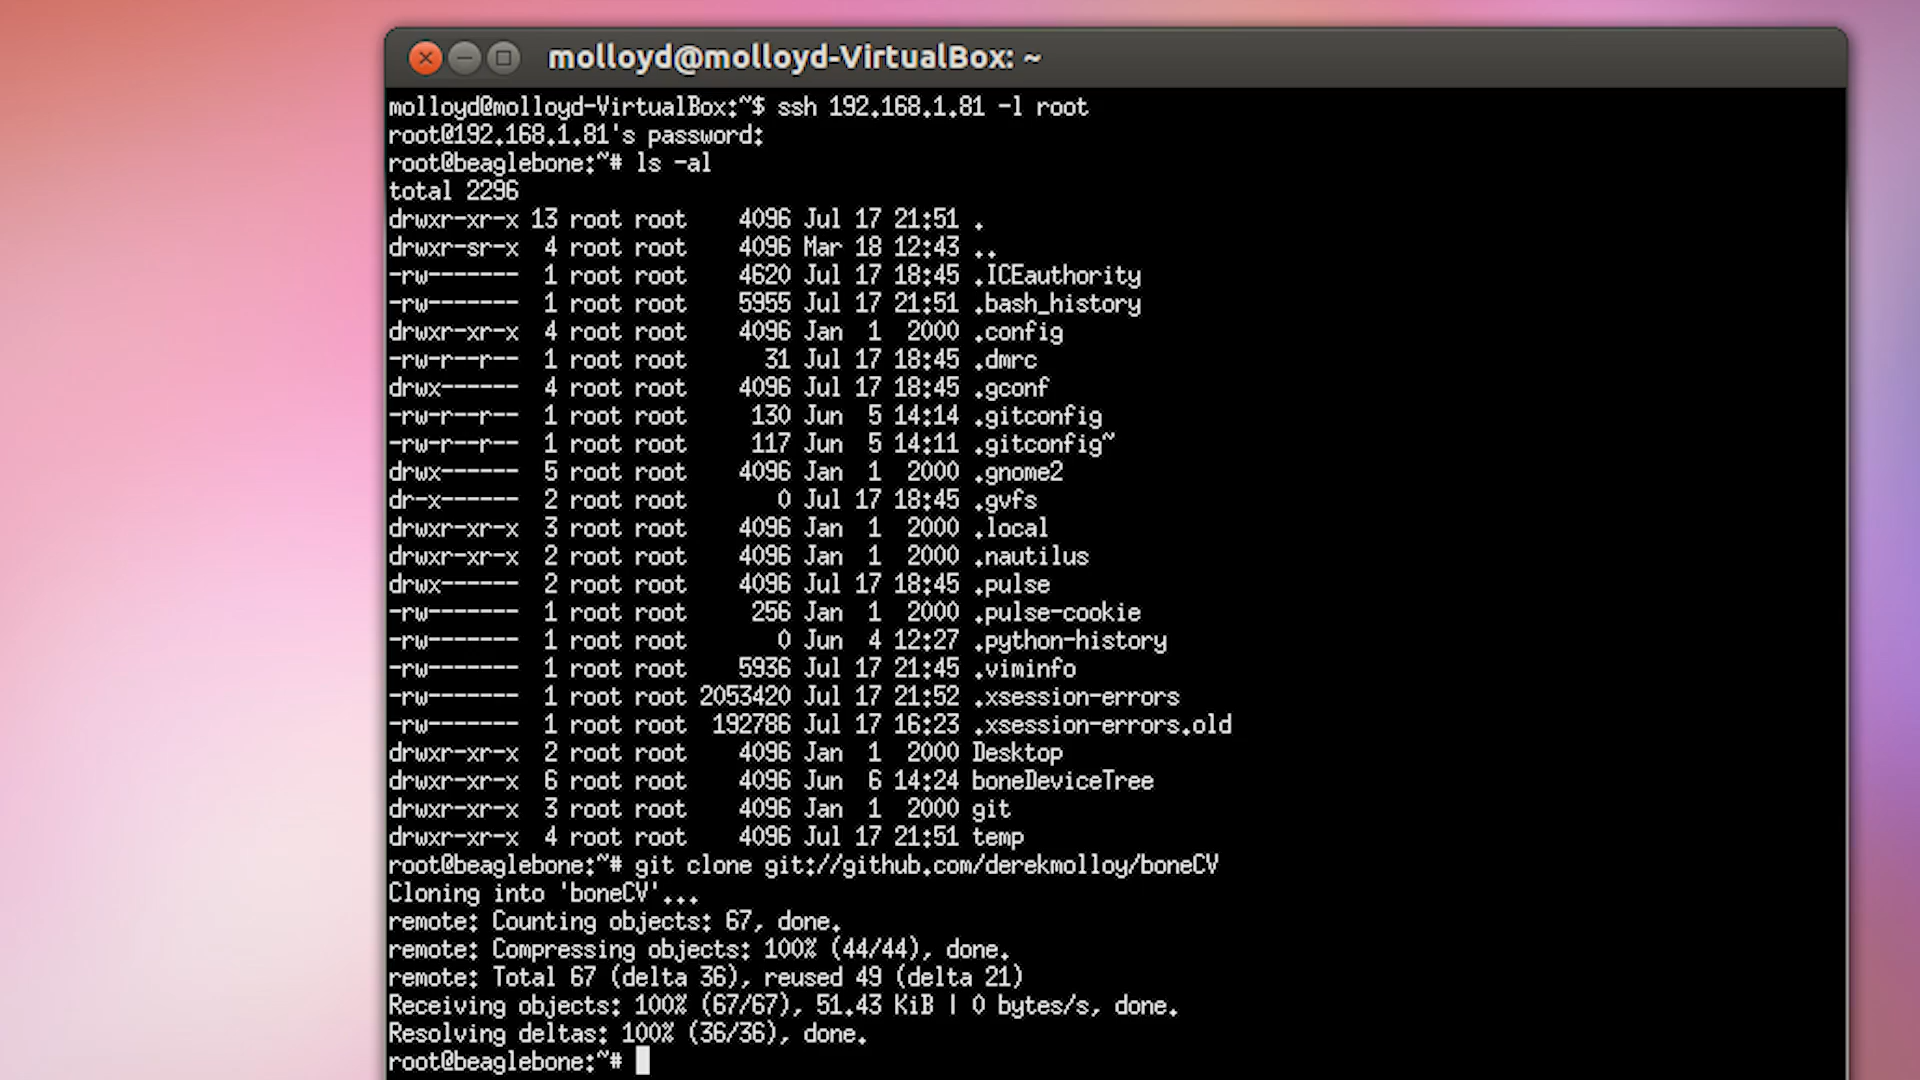 molloyd@molloyd-VirtualBox: ~
molloyd@molloyd-VirtualBox:~$ ssh 192.168.1.81 -l root
root@192.168.1.81's password:
root@beaglebone:~# ls -al
total 2296
drwxr-xr-x 13 root root    4096 Jul 17 21:51 .
drwxr-sr-x  4 root root    4096 Mar 18 12:43 ..
-rw-------  1 root root    4620 Jul 17 18:45 .ICEauthority
-rw-------  1 root root    5955 Jul 17 21:51 .bash_history
drwxr-xr-x  4 root root    4096 Jan  1  2000 .config
-rw-r--r--  1 root root      31 Jul 17 18:45 .dmrc
drwx------  4 root root    4096 Jul 17 18:45 .gconf
-rw-r--r--  1 root root     130 Jun  5 14:14 .gitconfig
-rw-r--r--  1 root root     117 Jun  5 14:11 .gitconfig~
drwx------  5 root root    4096 Jan  1  2000 .gnome2
dr-x------  2 root root       0 Jul 17 18:45 .gvfs
drwxr-xr-x  3 root root    4096 Jan  1  2000 .local
drwxr-xr-x  2 root root    4096 Jan  1  2000 .nautilus
drwx------  2 root root    4096 Jul 17 18:45 .pulse
-rw-------  1 root root     256 Jan  1  2000 .pulse-cookie
-rw-------  1 root root       0 Jun  4 12:27 .python-history
-rw-------  1 root root    5936 Jul 17 21:45 .viminfo
-rw-------  1 root root 2053420 Jul 17 21:52 .xsession-errors
-rw-------  1 root root  192786 Jul 17 16:23 .xsession-errors.old
drwxr-xr-x  2 root root    4096 Jan  1  2000 Desktop
drwxr-xr-x  6 root root    4096 Jun  6 14:24 boneDeviceTree
drwxr-xr-x  3 root root    4096 Jan  1  2000 git
drwxr-xr-x  4 root root    4096 Jul 17 21:51 temp
root@beaglebone:~# git clone git://github.com/derekmolloy/boneCV
Cloning into 'boneCV'...
remote: Counting objects: 67, done.
remote: Compressing objects: 100% (44/44), done.
remote: Total 67 (delta 36), reused 49 (delta 21)
Receiving objects: 100% (67/67), 51.43 KiB | 0 bytes/s, done.
Resolving deltas: 100% (36/36), done.
root@beaglebone:~#